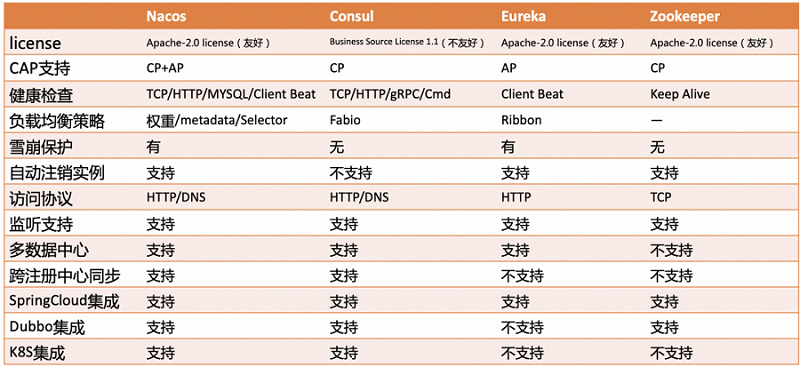 Nacos Consul Eureka Zookeeper
license Apache-2.0 license（友好） Business Source License 1.1（不友好） Apache-2.0 license（友好） Apache-2.0 license（友好）
CAP支持 CP+AP CP AP CP
健康检查 TCP/HTTP/MYSQL/Client Beat TCP/HTTP/gRPC/Cmd Client Beat Keep Alive
负载均衡策略 权重/metadata/Selector Fabio Ribbon —
雪崩保护 有 无 有 无
自动注销实例 支持 不支持 支持 支持
访问协议 HTTP/DNS HTTP/DNS HTTP TCP
监听支持 支持 支持 支持 支持
多数据中心 支持 支持 支持 不支持
跨注册中心同步 支持 支持 不支持 不支持
SpringCloud集成 支持 支持 支持 支持
Dubbo集成 支持 支持 不支持 支持
K8S集成 支持 支持 不支持 不支持